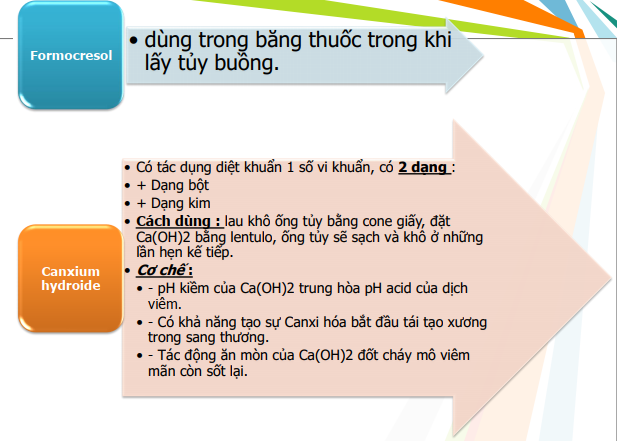 Formocresol
• dùng trong băng thuốc trong khi
lấy tủy buồng.
Canxium
hydroide
• Có tác dụng diệt khuẩn 1 số vi khuẩn, có 2 dạng :
• + Dạng bột
• + Dạng kim
• Cách dùng : lau khô ống tủy bằng cone giấy, đặt
Ca(OH)2 bằng lentulo, ống tủy sẽ sạch và khô ở những
lần hẹn kế tiếp.
• Cơ chế :
• - pH kiềm của Ca(OH)2 trung hòa pH acid của dịch
viêm.
• - Có khả năng tạo sự Canxi hóa bắt đầu tái tạo xương
trong sang thương.
• - Tác động ăn mòn của Ca(OH)2 đốt cháy mô viêm
mãn còn sốt lại.